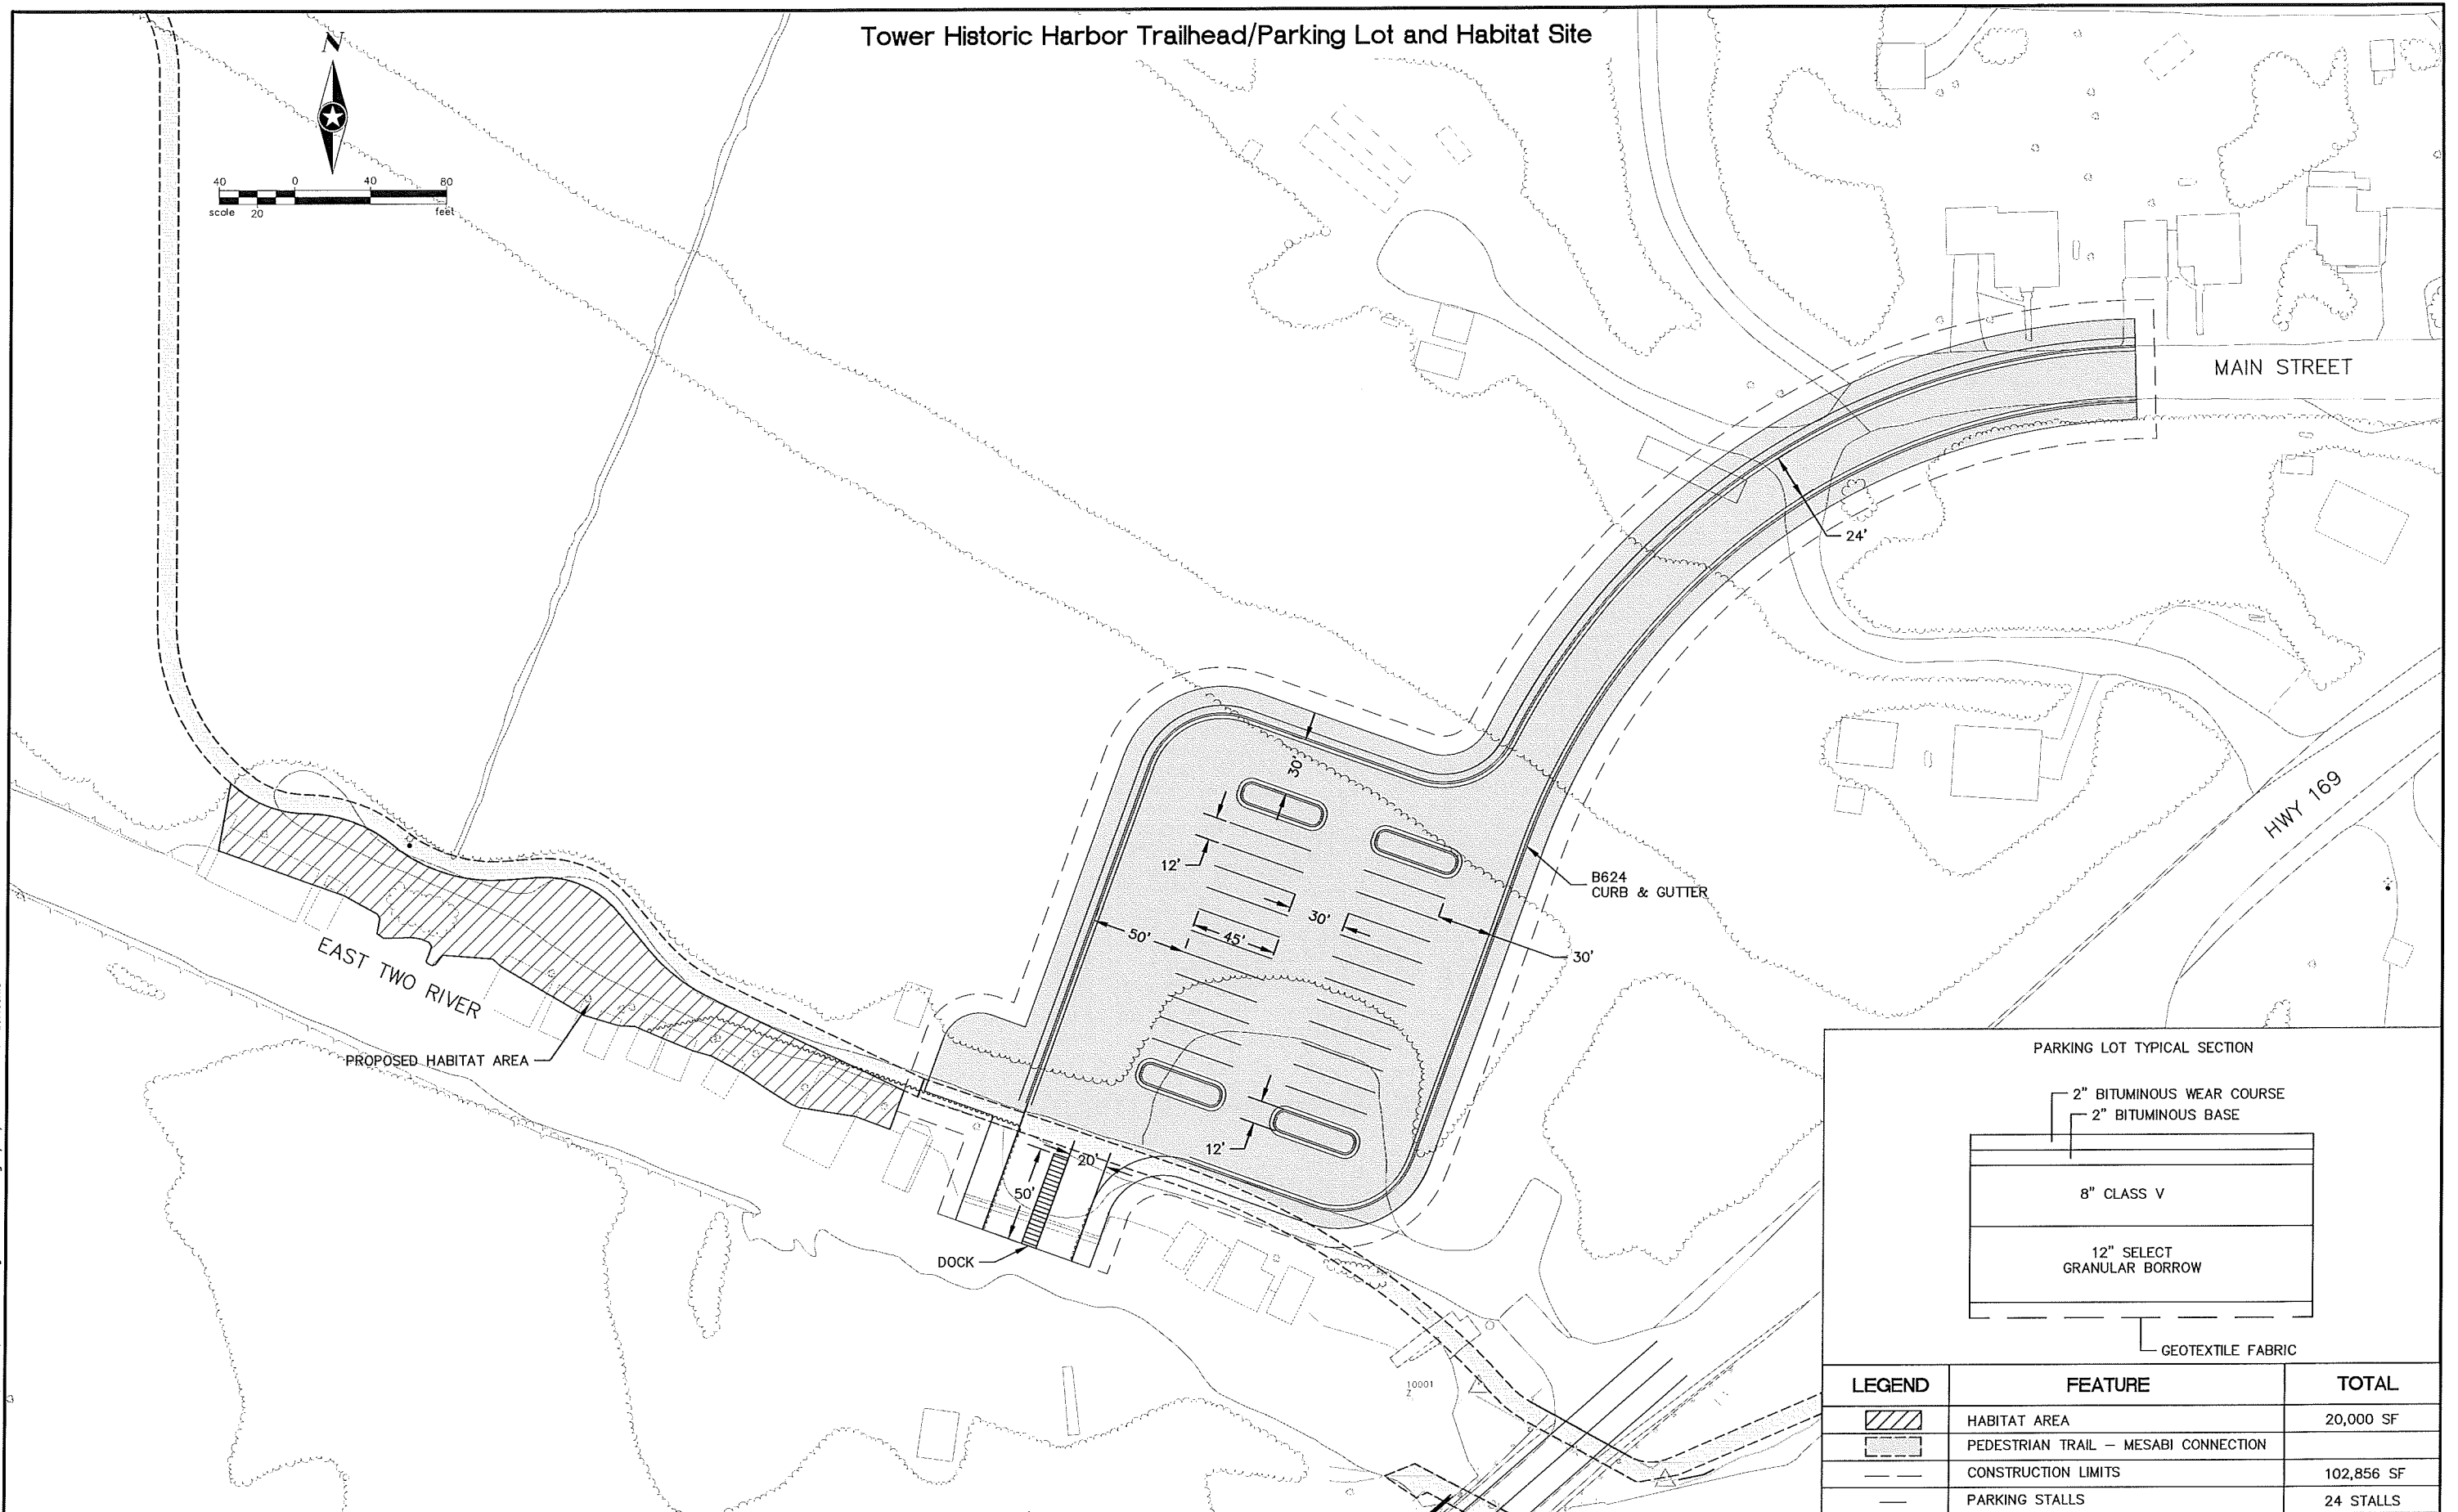 Tower Historic Harbor Trailhead/Parking Lot and Habitat Site
N
40 0 40 80
scale 20 feet
MAIN STREET
24'
HWY 169
30'
12'
B624
CURB & GUTTER
30'
50'
45'
30'
EAST TWO RIVER
PROPOSED HABITAT AREA
12'
20'
50'
DOCK
10001
Z
PARKING LOT TYPICAL SECTION
2" BITUMINOUS WEAR COURSE
2" BITUMINOUS BASE
8" CLASS V
12" SELECT
GRANULAR BORROW
GEOTEXTILE FABRIC
LEGEND FEATURE TOTAL
HABITAT AREA 20,000 SF
PEDESTRIAN TRAIL – MESABI CONNECTION
CONSTRUCTION LIMITS 102,856 SF
PARKING STALLS 24 STALLS